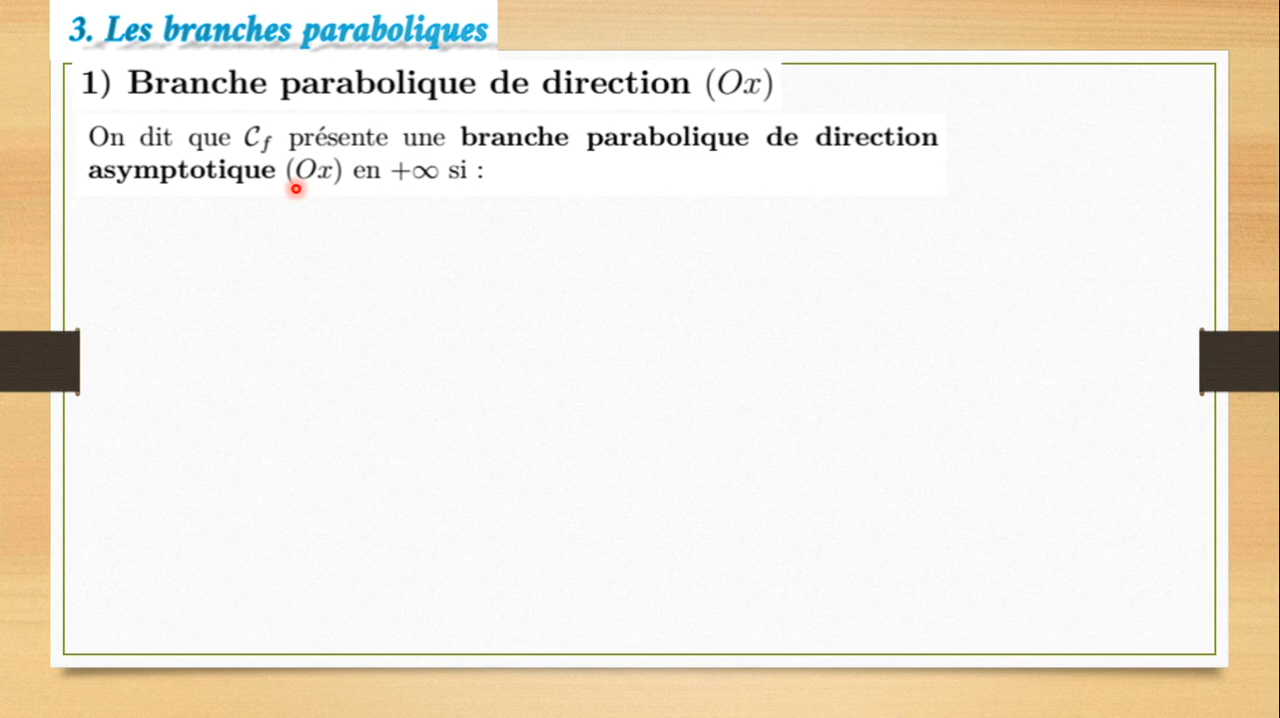 3. Les branches paraboliques
1) Branche parabolique de direction (Ox)
On dit que 𝒞f présente une branche parabolique de direction
asymptotique (Ox) en +∞ si :